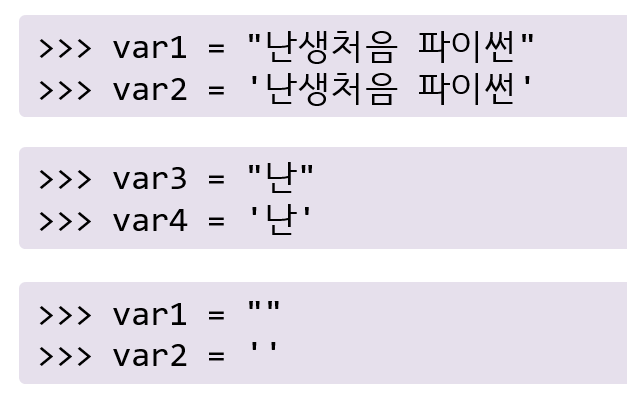 >>> var1 = "난생처음 파이썬"
>>> var2 = '난생처음 파이썬'
>>> var3 = "난"
>>> var4 = '난'
>>> var1 = ""
>>> var2 = ''